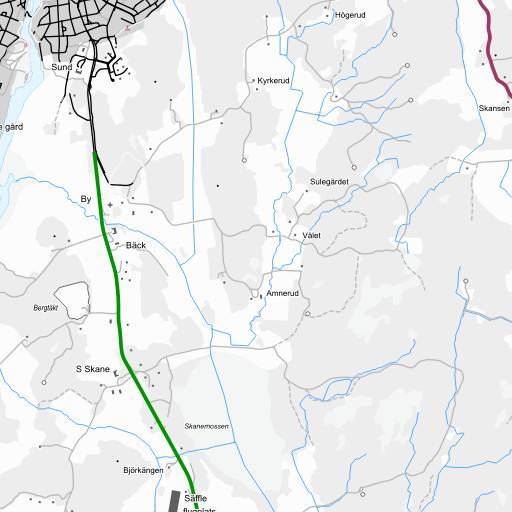 Högerud
Sund
Kyrkerud
Skansen
e gård
Sulegärdet
By
Välet
Bäck
Amnerud
Bergtäkt
S Skane
Skanemossen
Björkängen
Säffle
flygplats